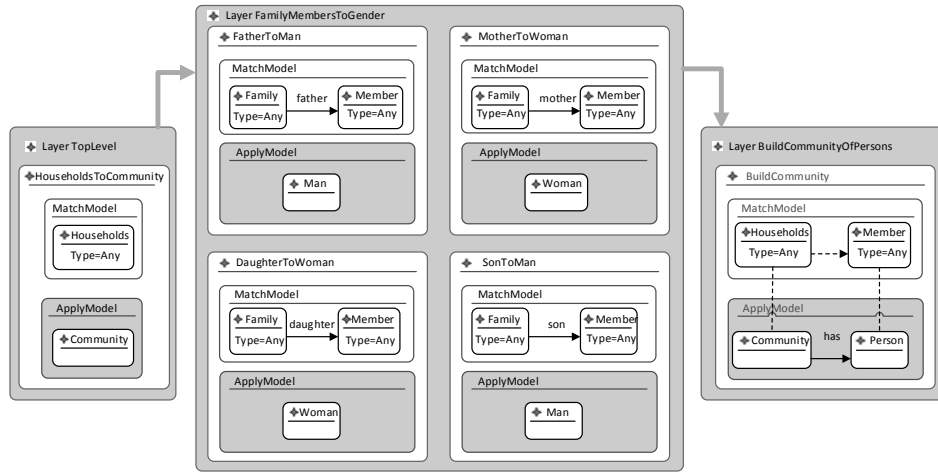 Layer TopLevel
HouseholdsToCommunity
MatchModel
Households
Type=Any
ApplyModel
Community
Layer FamilyMembersToGender
FatherToMan
MatchModel
Family
Type=Any
father
Member
Type=Any
ApplyModel
Man
MotherToWoman
MatchModel
Family
Type=Any
mother
Member
Type=Any
ApplyModel
Woman
DaughterToWoman
MatchModel
Family
Type=Any
daughter
Member
Type=Any
ApplyModel
Woman
SonToMan
MatchModel
Family
Type=Any
son
Member
Type=Any
ApplyModel
Man
Layer BuildCommunityOfPersons
BuildCommunity
MatchModel
Households
Type=Any
Member
Type=Any
ApplyModel
Community
has
Person